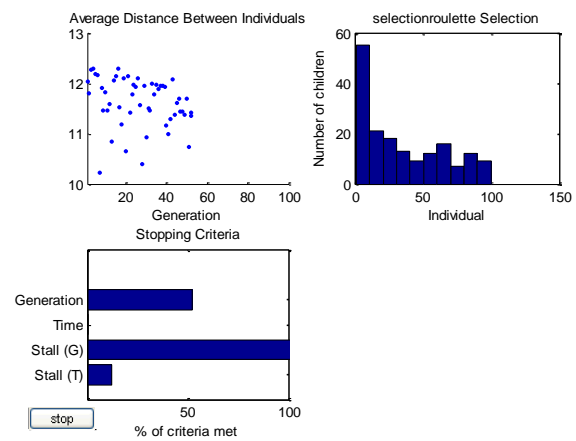 Average Distance Between Individuals
13
12
11
10
20 40 60 80 100
Generation
selectionroulette Selection
Number of children
60
40
20
0
0 50 100 150
Individual
Stopping Criteria
Generation
Time
Stall (G)
Stall (T)
50 100
% of criteria met
stop